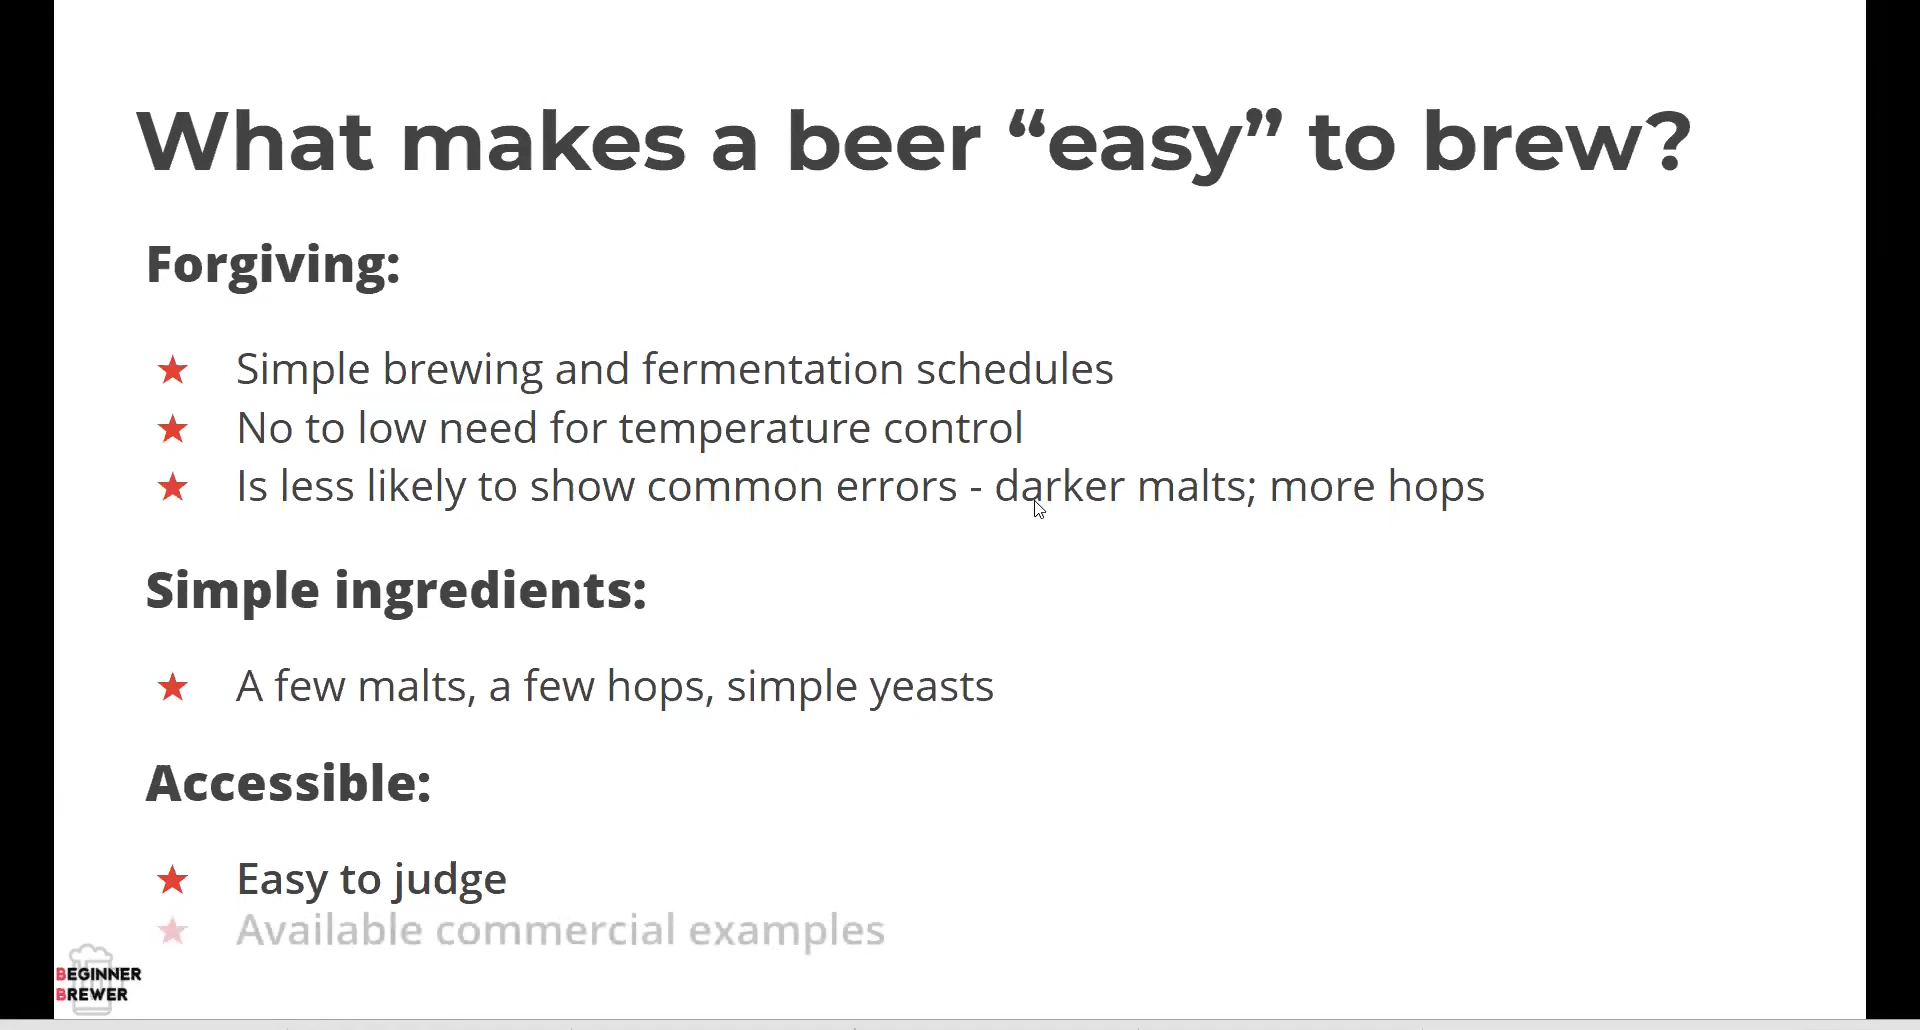 What makes a beer “easy” to brew?
Forgiving:
★ Simple brewing and fermentation schedules
★ No to low need for temperature control
★ Is less likely to show common errors - darker malts; more hops
Simple ingredients:
★ A few malts, a few hops, simple yeasts
Accessible:
★ Easy to judge
★ Available commercial examples
BEGINNER
BREWER